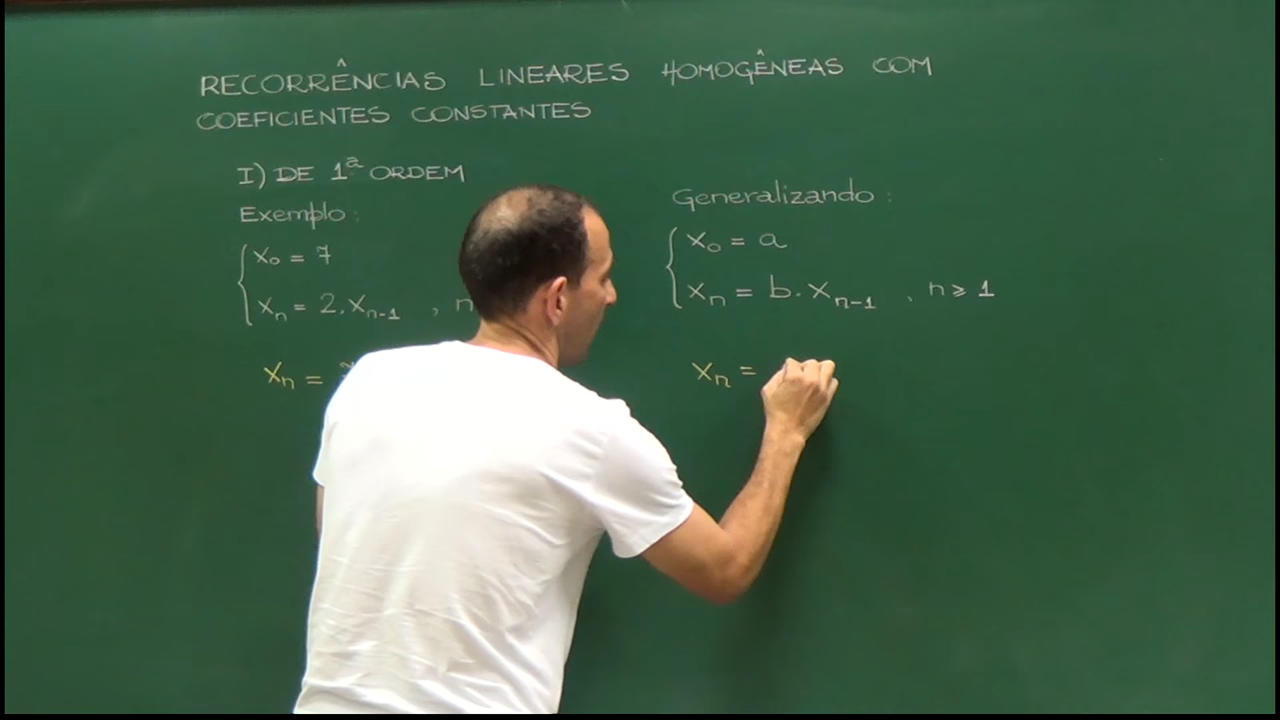 RECORRÊNCIAS LINEARES HOMOGÊNEAS COM
COEFICIENTES CONSTANTES
I) DE 1ª ORDEM
Exemplo:
x₀ = 7
xₙ = 2.xₙ₋₁ , n
xₙ =
Generalizando:
x₀ = a
xₙ = b.xₙ₋₁ , n ≥ 1
xₙ =